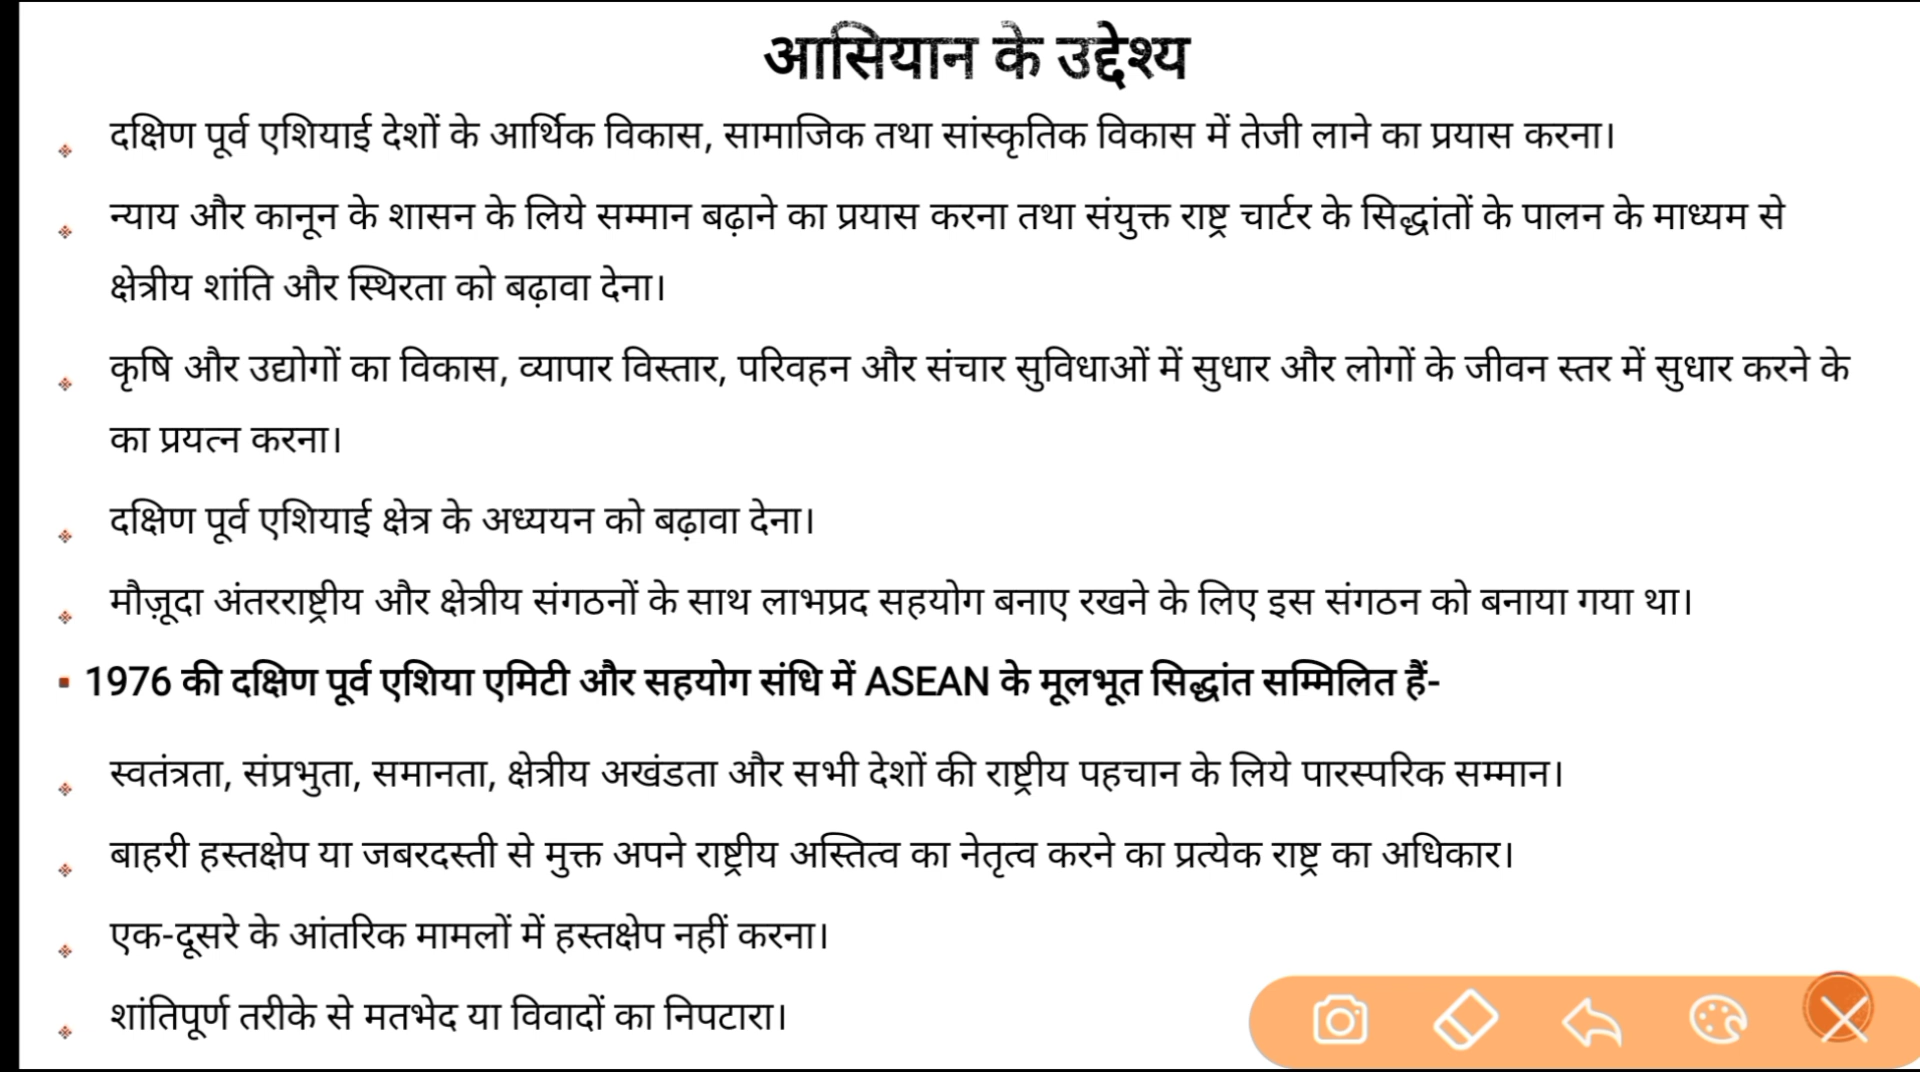 आसियान के उद्देश्य
दक्षिण पूर्व एशियाई देशों के आर्थिक विकास, सामाजिक तथा सांस्कृतिक विकास में तेजी लाने का प्रयास करना।
न्याय और कानून के शासन के लिये सम्मान बढ़ाने का प्रयास करना तथा संयुक्त राष्ट्र चार्टर के सिद्धांतों के पालन के माध्यम से
क्षेत्रीय शांति और स्थिरता को बढ़ावा देना।
कृषि और उद्योगों का विकास, व्यापार विस्तार, परिवहन और संचार सुविधाओं में सुधार और लोगों के जीवन स्तर में सुधार करने के
का प्रयत्न करना।
दक्षिण पूर्व एशियाई क्षेत्र के अध्ययन को बढ़ावा देना।
मौज़ूदा अंतरराष्ट्रीय और क्षेत्रीय संगठनों के साथ लाभप्रद सहयोग बनाए रखने के लिए इस संगठन को बनाया गया था।
1976 की दक्षिण पूर्व एशिया एमिटी और सहयोग संधि में ASEAN के मूलभूत सिद्धांत सम्मिलित हैं-
स्वतंत्रता, संप्रभुता, समानता, क्षेत्रीय अखंडता और सभी देशों की राष्ट्रीय पहचान के लिये पारस्परिक सम्मान।
बाहरी हस्तक्षेप या जबरदस्ती से मुक्त अपने राष्ट्रीय अस्तित्व का नेतृत्व करने का प्रत्येक राष्ट्र का अधिकार।
एक-दूसरे के आंतरिक मामलों में हस्तक्षेप नहीं करना।
शांतिपूर्ण तरीके से मतभेद या विवादों का निपटारा।